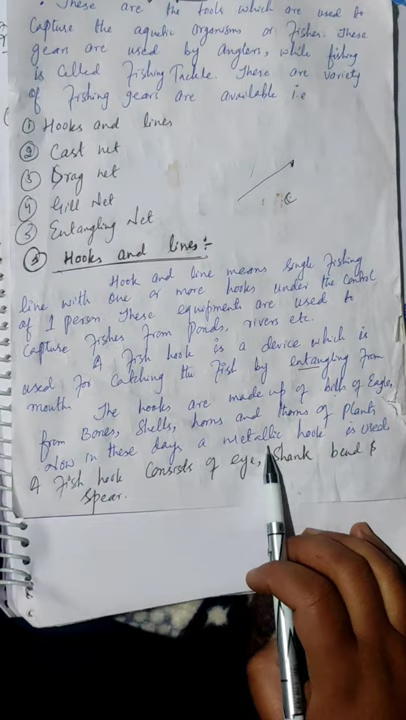 These are the tools which are used to
capture the aquatic organisms or fishes. These
gears are used by Anglers, while fishing
is called Fishing Tackle. These are variety
of Fishing gears are available i.e
① Hooks and lines
② Cast net
③ Drag net
④ Gill Net
⑤ Entangling Net
Hooks and lines:-
Hook and line means single fishing
line with one or more hooks under the control
of 1 person. These equipments are used to
capture fishes from ponds, rivers etc.
A fish hook is a device which is
used for catching the fish by entangling from
mouth. The hooks are made up of bill of Eagle,
from Bones, Shells, horns and thorns of plants,
Now in these days a metallic hook is used
A Fish hook Consists of eye, Shank bend &
Spear.